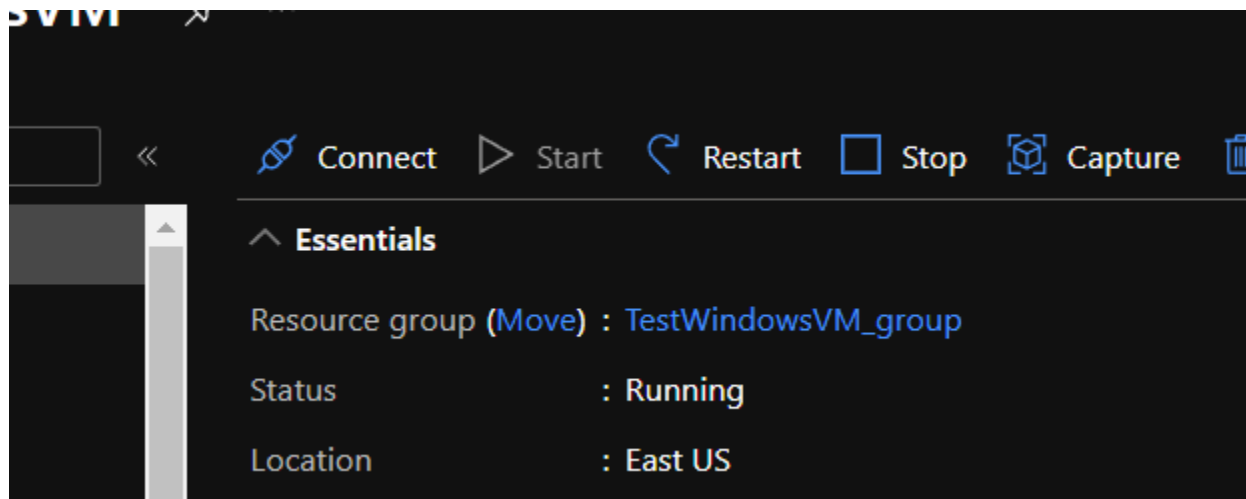 Connect Start Restart Stop Capture
Essentials
Resource group (Move) : TestWindowsVM_group
Status : Running
Location : East US